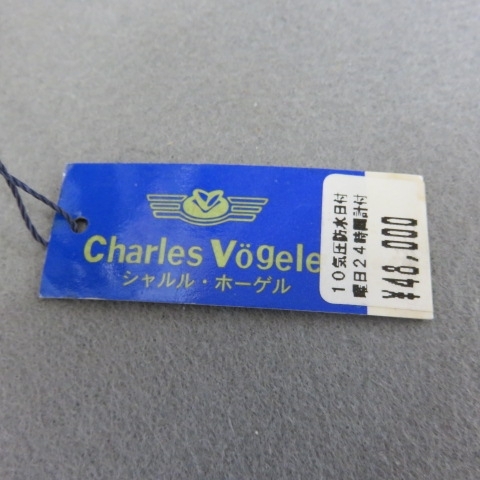 Charles Vögele
シャルル・ホーゲル
10気圧防水日付
曜日24時間計付
¥48,000